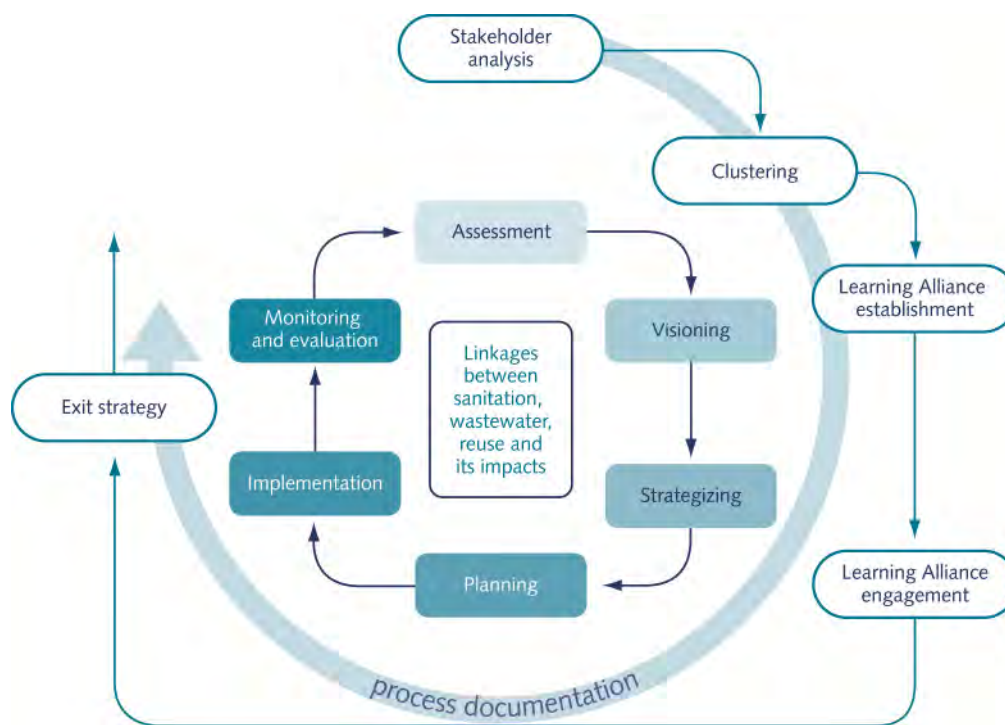 Stakeholder
analysis
Clustering
Learning Alliance
establishment
Learning Alliance
engagement
Exit strategy
Assessment
Visioning
Strategizing
Planning
Implementation
Monitoring
and evaluation
Linkages
between
sanitation,
wastewater,
reuse and
its impacts
process documentation